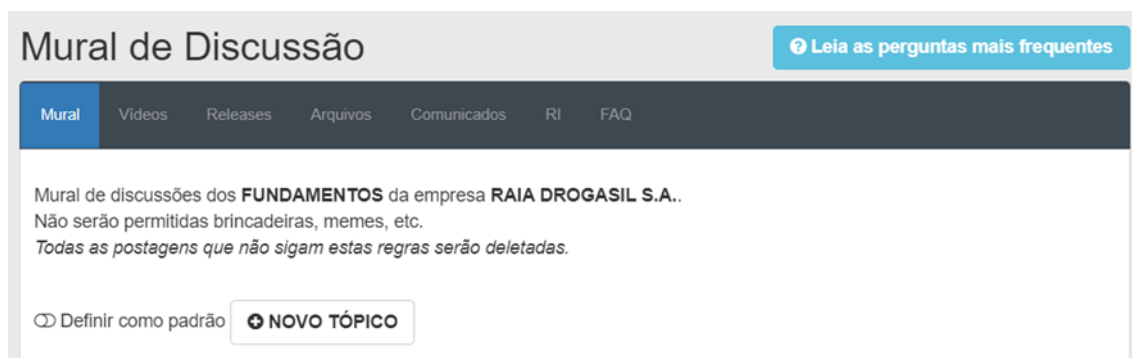 Mural de Discussão
Leia as perguntas mais frequentes
Mural Vídeos Releases Arquivos Comunicados RI FAQ
Mural de discussões dos FUNDAMENTOS da empresa RAIA DROGASIL S.A..
Não serão permitidas brincadeiras, memes, etc.
Todas as postagens que não sigam estas regras serão deletadas.
Definir como padrão NOVO TÓPICO